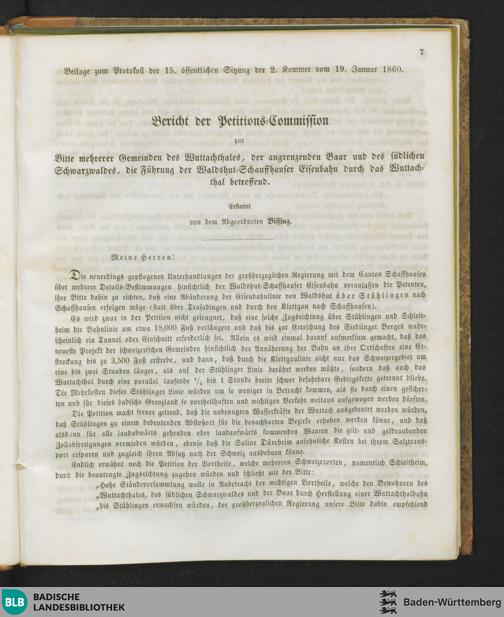 7
Beilage zum Protokoll der 15. öffentlichen Sitzung der 2. Kammer vom 19. Januar 1860.
Bericht der Petitions-Commission
zur
Bitte mehrerer Gemeinden des Wuttachthales, der angrenzenden Baar und des südlichen
Schwarzwaldes, die Führung der Waldshut-Schauffhauser Eisenbahn durch das Wuttach-
thal betreffend.
Erstattet
von dem Abgeordneten Bissing.
Meine Herren!
Die neuerdings gepflogenen Unterhandlungen der großherzoglichen Regierung mit dem Canton Schaffhausen
über mehrere Details-Bestimmungen hinsichtlich der Waldshut-Schaffhauser Eisenbahn veranlassen die Petenten,
ihre Bitte dahin zu richten, daß eine Abänderung der Eisenbahnlinie von Waldshut über Stühlingen nach
Schaffhausen erfolgen möge (statt über Trasadingen und durch den Klettgau nach Schaffhausen).
Es wird zwar in der Petition nicht geleugnet, daß eine solche Zugsrichtung über Stühlingen und Schleit-
heim die Bahnlinie um etwa 18,000 Fuß verlängere und daß bis zur Erreichung des Sieblinger Berges wahr-
scheinlich ein Tunnel oder Einschnitt erforderlich sei. Allein es wird einmal darauf aufmerksam gemacht, daß das
neueste Projekt der schweizerischen Gemeinden hinsichtlich der Annäherung der Bahn an ihre Ortschaften eine Er-
streckung bis zu 3,500 Fuß erstrebe, und dann, daß durch die Klettgaulinie nicht nur das Schweizergebiet um
eine bis zwei Stunden länger, als auf der Stühlinger Linie berührt werden müßte, sondern daß auch das
Wuttachthal durch eine parallel laufende ½ bis 1 Stunde breite schwer befahrbare Gebirgskette getrennt bliebe.
Die Mehrkosten dieser Stühlinger Linie würden um so weniger in Betracht kommen, als sie durch einen gesicher-
ten und für dieses badische Grenzland so vortheilhaften und wichtigen Verkehr weitaus aufgewogen werden dürften.
Die Petition macht ferner geltend, daß die unbenutzten Wasserkräfte der Wuttach ausgebeutet werden würden,
daß Stühlingen zu einem bedeutenden Absatzort für die benachbarten Bezirke erhoben werden könne, und daß
alsdann für alle landabwärts gehenden oder landaufwärts kommenden Waaren die zeit- und geldraubenden
Zollabfertigungen vermieden würden, ebenso daß die Saline Dürrheim ansehnliche Kosten bei ihrem Salztrans-
port ersparen und zugleich ihren Absatz nach der Schweiz ausdehnen könne.
Endlich erwähnt noch die Petition der Vortheile, welche mehreren Schweizerorten, namentlich Schleitheim,
durch die beantragte Zugsrichtung zugehen würden und schließt mit der Bitte:
„Hohe Ständeversammlung wolle in Anbetracht der wichtigen Vortheile, welche den Bewohnern des
„Wuttachthales, des südlichen Schwarzwaldes und der Baar durch Herstellung einer Wuttachthalbahn
„bis Stühlingen erwachsen würden, der großherzoglichen Regierung unsere Bitte dahin empfehlend
BLB BADISCHE
LANDESBIBLIOTHEK
Baden-Württemberg